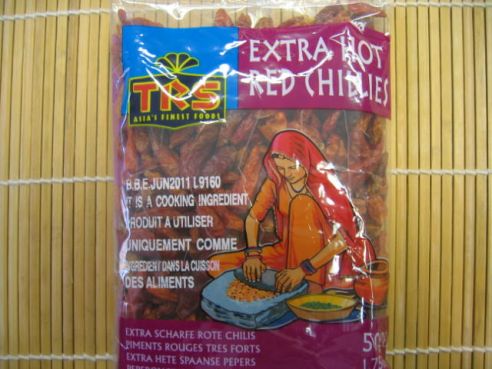 EXTRA HOT
RED CHILLIES
TRS
ASIA'S FINEST FOODS
B.B.E.JUN2011 L9160
IT IS A COOKING INGREDIENT
PRODUIT A UTILISER
UNIQUEMENT COMME
INGREDIENT DANS LA CUISSON
DES ALIMENTS
EXTRA SCHARFE ROTE CHILIS
PIMENTS ROUGES TRES FORTS
EXTRA HETE SPAANSE PEPERS